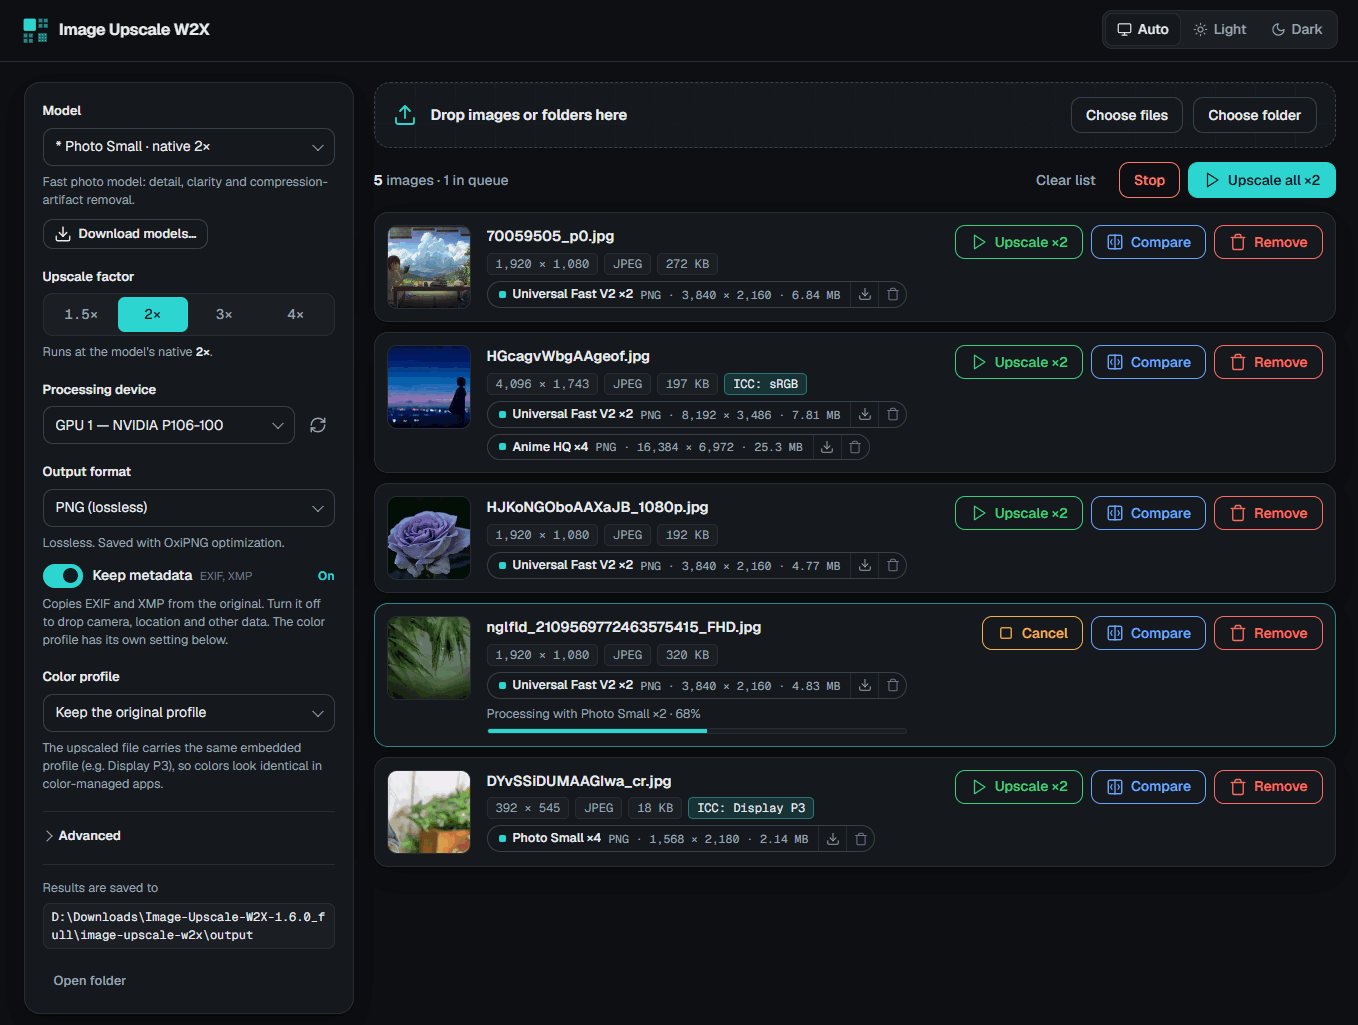 Image Upscale W2X
Auto
Light
Dark
Model
* Photo Small · native 2×
Fast photo model: detail, clarity and compression-
artifact removal.
Download models...
Upscale factor
1.5×
2×
3×
4×
Runs at the model's native 2×.
Processing device
GPU 1 — NVIDIA P106-100
Output format
PNG (lossless)
Lossless. Saved with OxiPNG optimization.
Keep metadata EXIF, XMP
On
Copies EXIF and XMP from the original. Turn it off
to drop camera, location and other data. The color
profile has its own setting below.
Color profile
Keep the original profile
The upscaled file carries the same embedded
profile (e.g. Display P3), so colors look identical in
color-managed apps.
Advanced
Results are saved to
D:\Downloads\Image-Upscale-W2X-1.6.0_f
ull\image-upscale-w2x\output
Open folder
Drop images or folders here
Choose files
Choose folder
5 images · 1 in queue
Clear list
Stop
Upscale all ×2
70059505_p0.jpg
Upscale ×2
Compare
Remove
1,920 × 1,080
JPEG
272 KB
Universal Fast V2 ×2 PNG · 3,840 × 2,160 · 6.84 MB
HGcagvWbgAAgeof.jpg
Upscale ×2
Compare
Remove
4,096 × 1,743
JPEG
197 KB
ICC: sRGB
Universal Fast V2 ×2 PNG · 8,192 × 3,486 · 7.81 MB
Anime HQ ×4 PNG · 16,384 × 6,972 · 25.3 MB
HJKoNGOboAAXaJB_1080p.jpg
Upscale ×2
Compare
Remove
1,920 × 1,080
JPEG
192 KB
Universal Fast V2 ×2 PNG · 3,840 × 2,160 · 4.77 MB
nglfld_2109569772463575415_FHD.jpg
Cancel
Compare
Remove
1,920 × 1,080
JPEG
320 KB
Universal Fast V2 ×2 PNG · 3,840 × 2,160 · 4.83 MB
Processing with Photo Small ×2 · 68%
DYvSSiDUMAAGIwa_cr.jpg
Upscale ×2
Compare
Remove
392 × 545
JPEG
18 KB
ICC: Display P3
Photo Small ×4 PNG · 1,568 × 2,180 · 2.14 MB